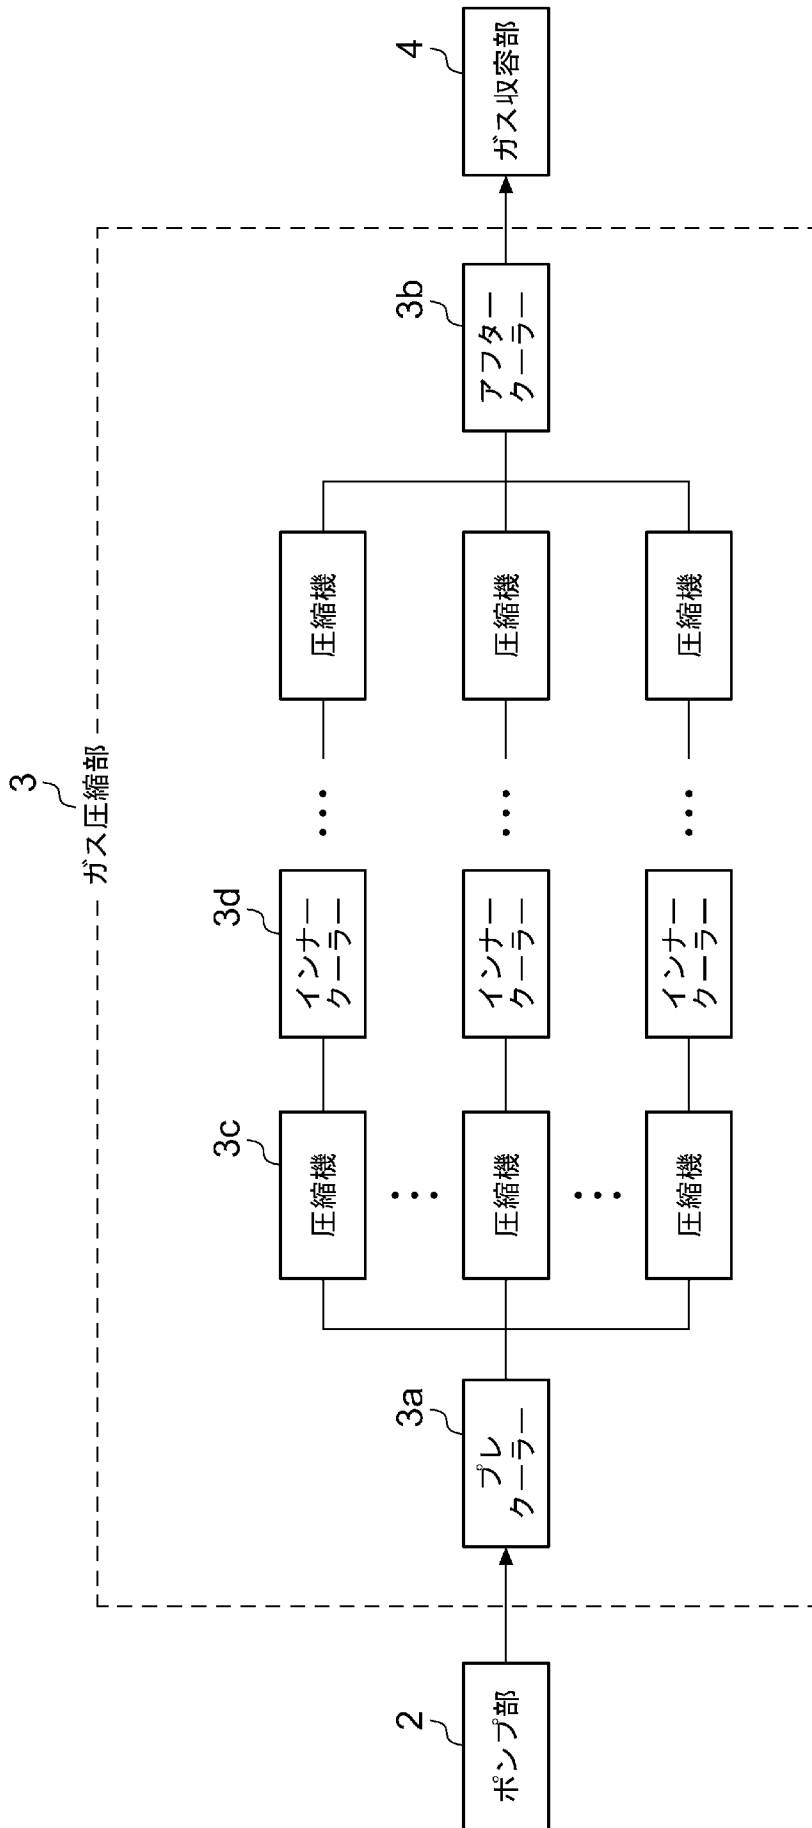 3
ガス圧縮部
2
ポンプ部
3a
プレ
クーラー
3c
圧縮機
3d
インナー
クーラー
圧縮機
圧縮機
インナー
クーラー
圧縮機
圧縮機
インナー
クーラー
圧縮機
3b
アフター
クーラー
4
ガス収容部